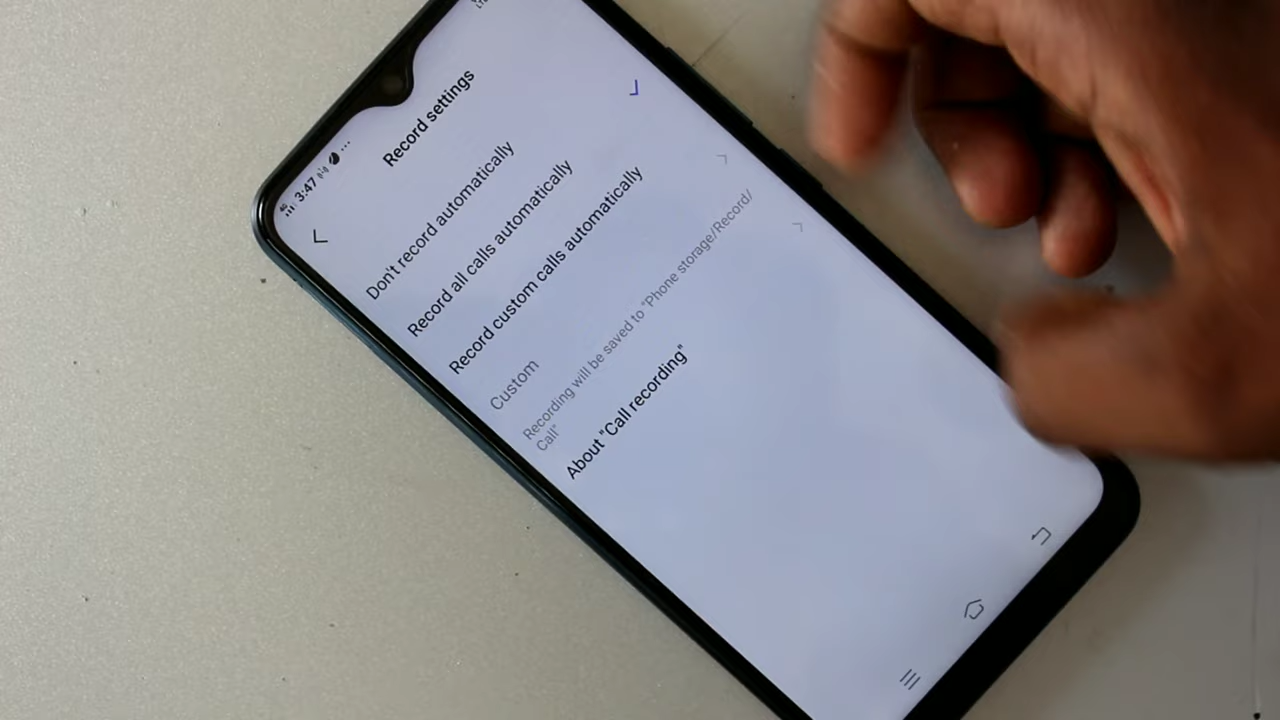 3:47
Record settings
Don't record automatically
Record all calls automatically
Record custom calls automatically
Custom
Recording will be saved to "Phone storage/Record/
Call"
About "Call recording"